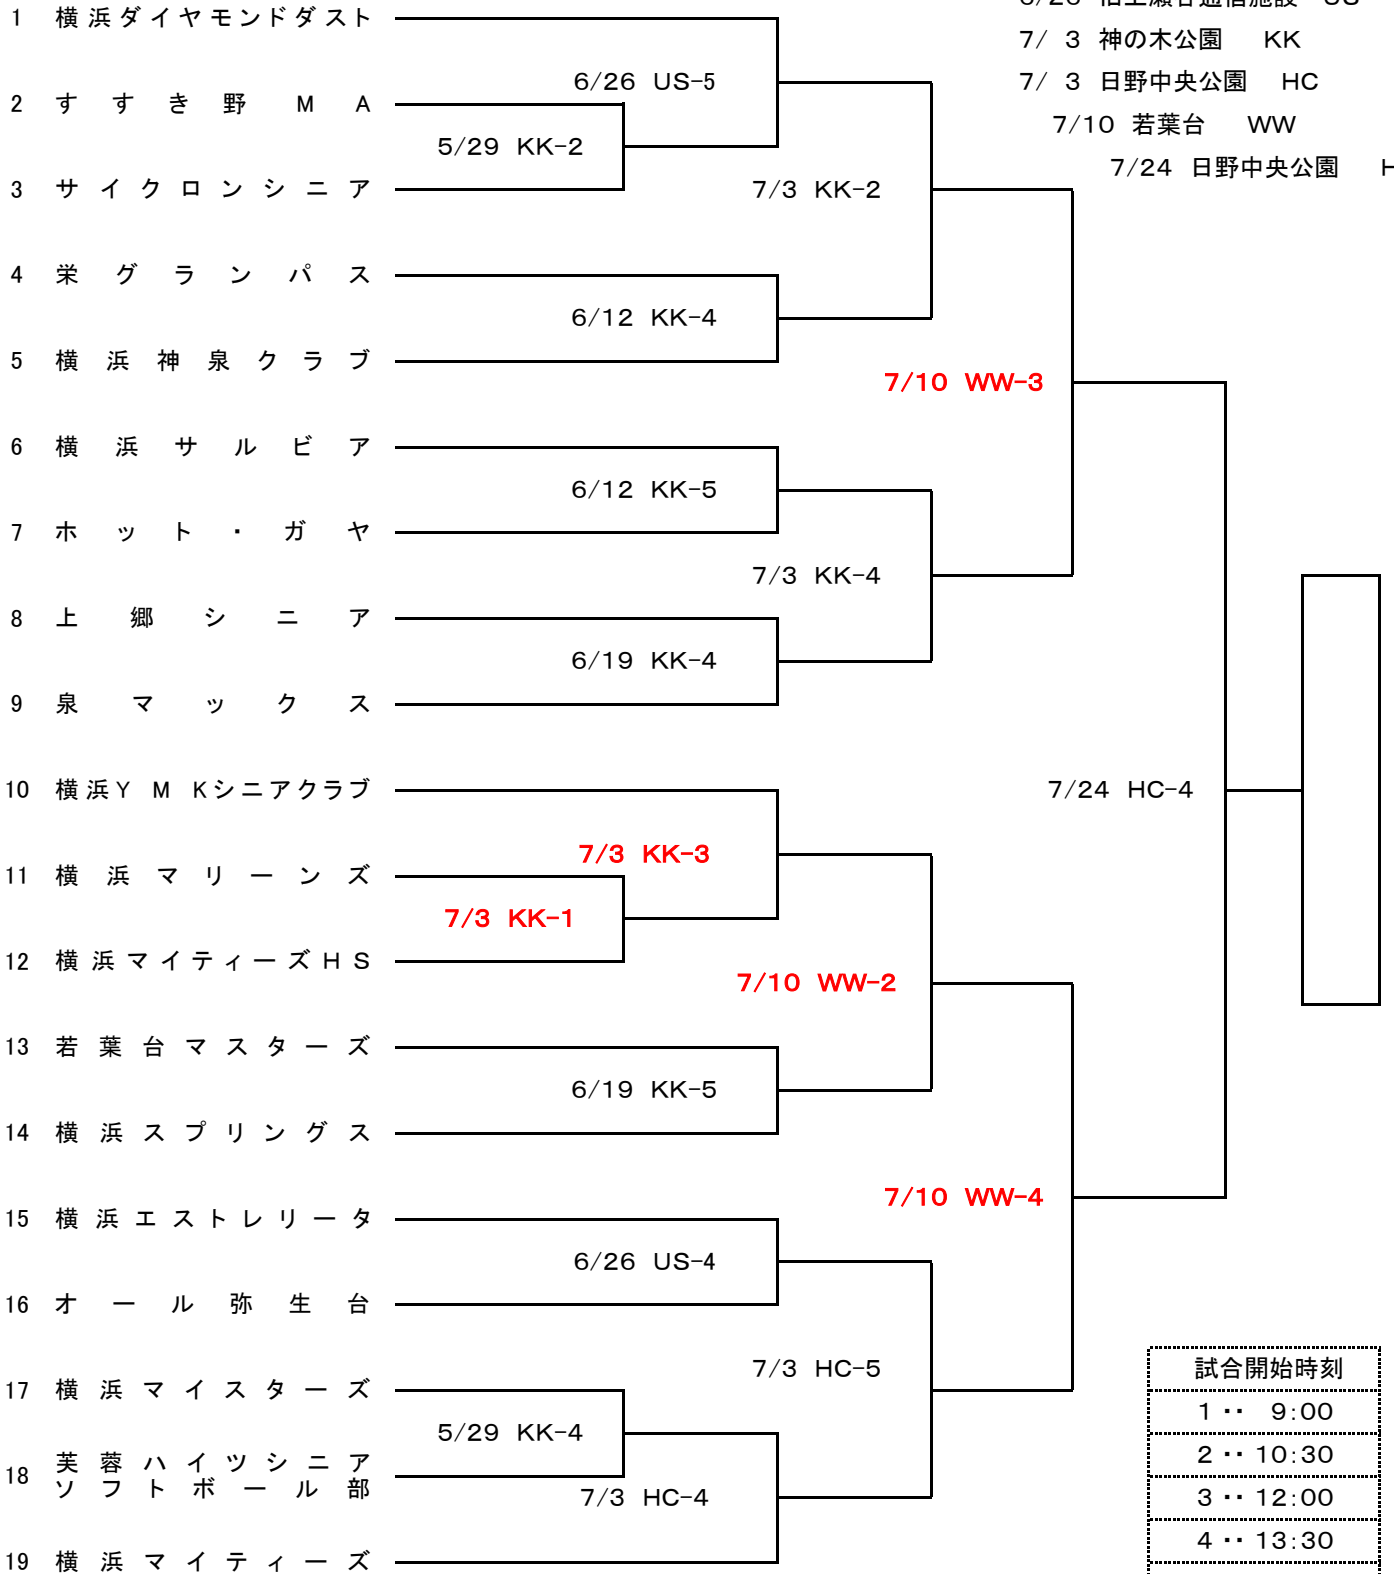 1 横浜ダイヤモンドダスト
7/ 3 神の木公園 KK
6/26 US-5
7/ 3 日野中央公園 HC
2 すすき野MA
7/10 若葉台 WW
5/29 KK-2
7/24 日野中央公園
3 サイクロンシニア
7/3 KK-2
4 栄グランパス
6/12 KK-4
5 横浜神泉クラブ
7/10 WW-3
6 横浜サルビア
6/12 KK-5
7 ホット・ガヤ
7/3 KK-4
8 上郷シニア
6/19 KK-4
9 泉マックス
10 横浜YMKシニアクラブ
7/24 HC-4
7/3 KK-3
11 横浜マリーンズ
7/3 KK-1
12 横浜マイティーズHS
7/10 WW-2
13 若葉台マスターズ
6/19 KK-5
14 横浜スプリングス
7/10 WW-4
15 横浜エストレリータ
6/26 US-4
16 オール弥生台
7/3 HC-5
17 横浜マイスターズ
5/29 KK-4
18 芙蓉ハイツシニア
ソフトボール部
7/3 HC-4
19 横浜マイティーズ
試合開始時刻
1 ‥ 9:00
2 ‥ 10:30
3 ‥ 12:00
4 ‥ 13:30